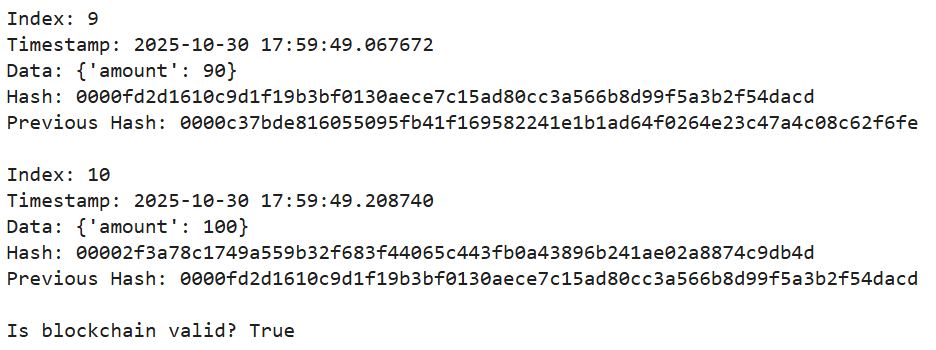 Index: 9
Timestamp: 2025-10-30 17:59:49.067672
Data: {'amount': 90}
Hash: 0000fd2d1610c9d1f19b3bf0130aece7c15ad80cc3a566b8d99f5a3b2f54dacd
Previous Hash: 0000c37bde816055095fb41f169582241e1b1ad64f0264e23c47a4c08c62f6fe
Index: 10
Timestamp: 2025-10-30 17:59:49.208740
Data: {'amount': 100}
Hash: 00002f3a78c1749a559b32f683f44065c443fb0a43896b241ae02a8874c9db4d
Previous Hash: 0000fd2d1610c9d1f19b3bf0130aece7c15ad80cc3a566b8d99f5a3b2f54dacd
Is blockchain valid? True